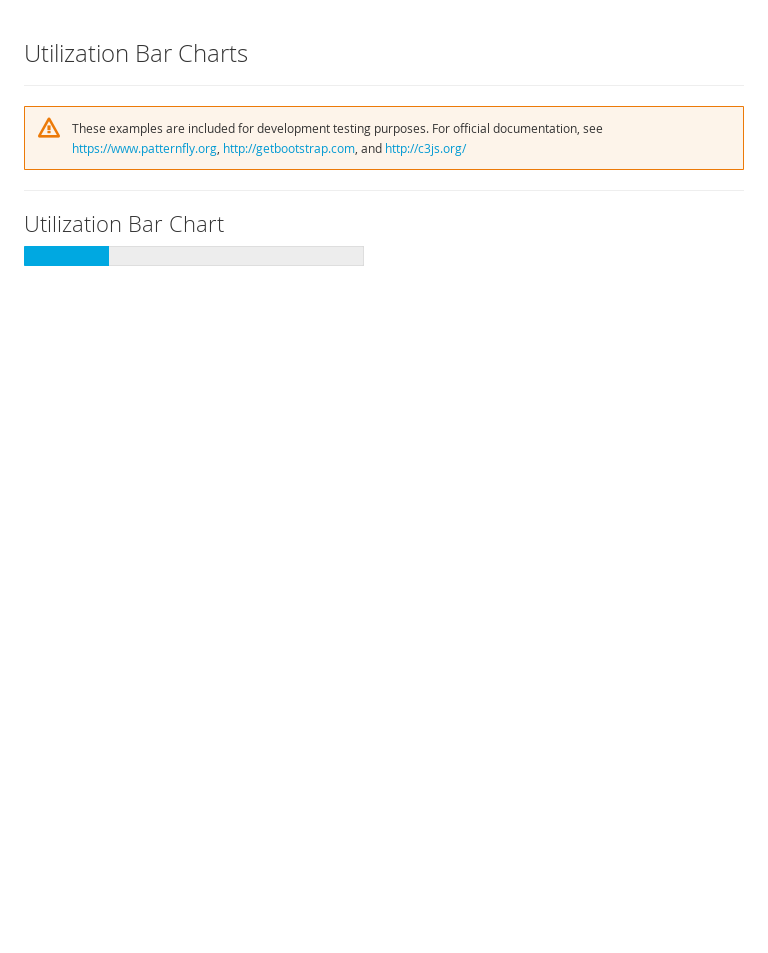 Utilization Bar Charts
These examples are included for development testing purposes. For official documentation, see
https://www.patternfly.org, http://getbootstrap.com, and http://c3js.org/
Utilization Bar Chart